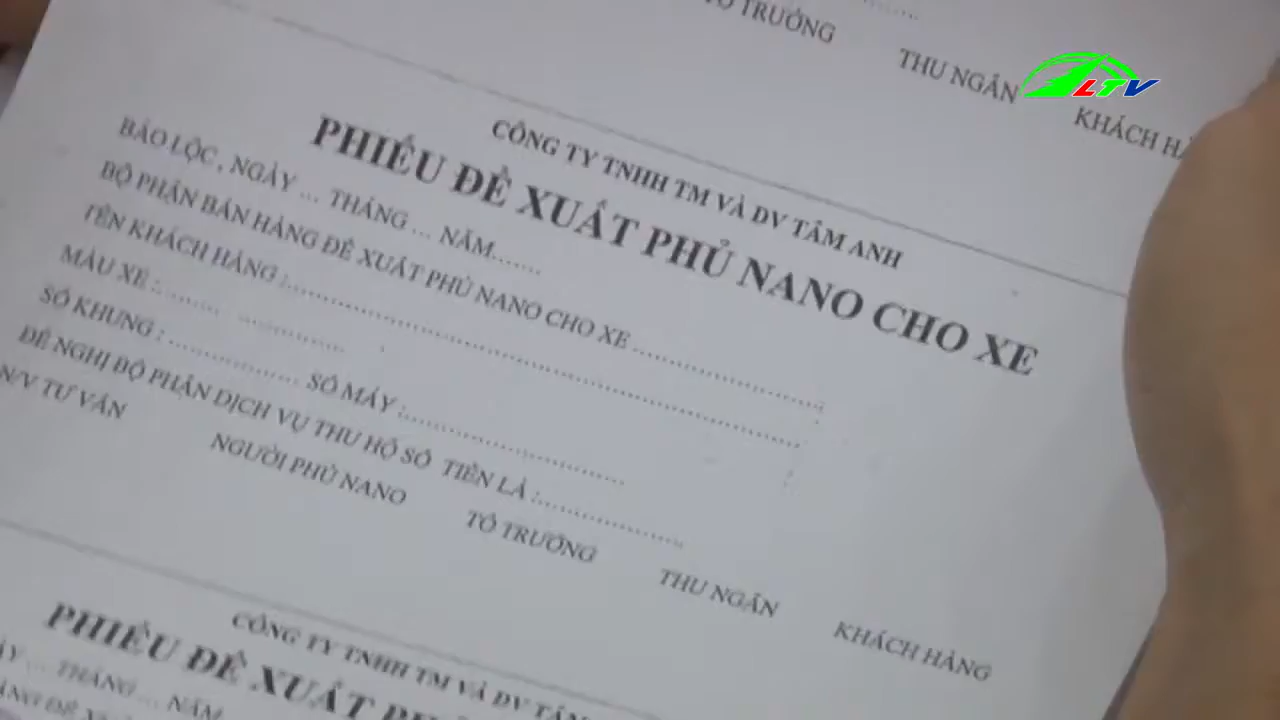 TỔ TRƯỞNG
THU NGÂN
KHÁCH
LTV
CÔNG TY TNHH TM VÀ DV TÂM ANH
PHIẾU ĐỀ XUẤT PHỦ NANO CHO XE
BẢO LỘC , NGÀY ... THÁNG ... NĂM.......
BỘ PHẬN BÁN HÀNG ĐỀ XUẤT PHỦ NANO CHO XE ..........................
TÊN KHÁCH HÀNG :..........................
MÀU XE :..........................
SỐ KHUNG : .......................... SỐ MÁY :..........................
ĐỀ NGHỊ BỘ PHẬN DỊCH VỤ THU HỘ SỐ TIỀN LÀ :..........................
N/V TƯ VẤN
NGƯỜI PHỦ NANO
TỔ TRƯỞNG
THU NGÂN
KHÁCH HÀNG
CÔNG TY TNHH TM VÀ DV TÂM
PHIẾU ĐỀ XUẤT
... THÁNG ... NĂM